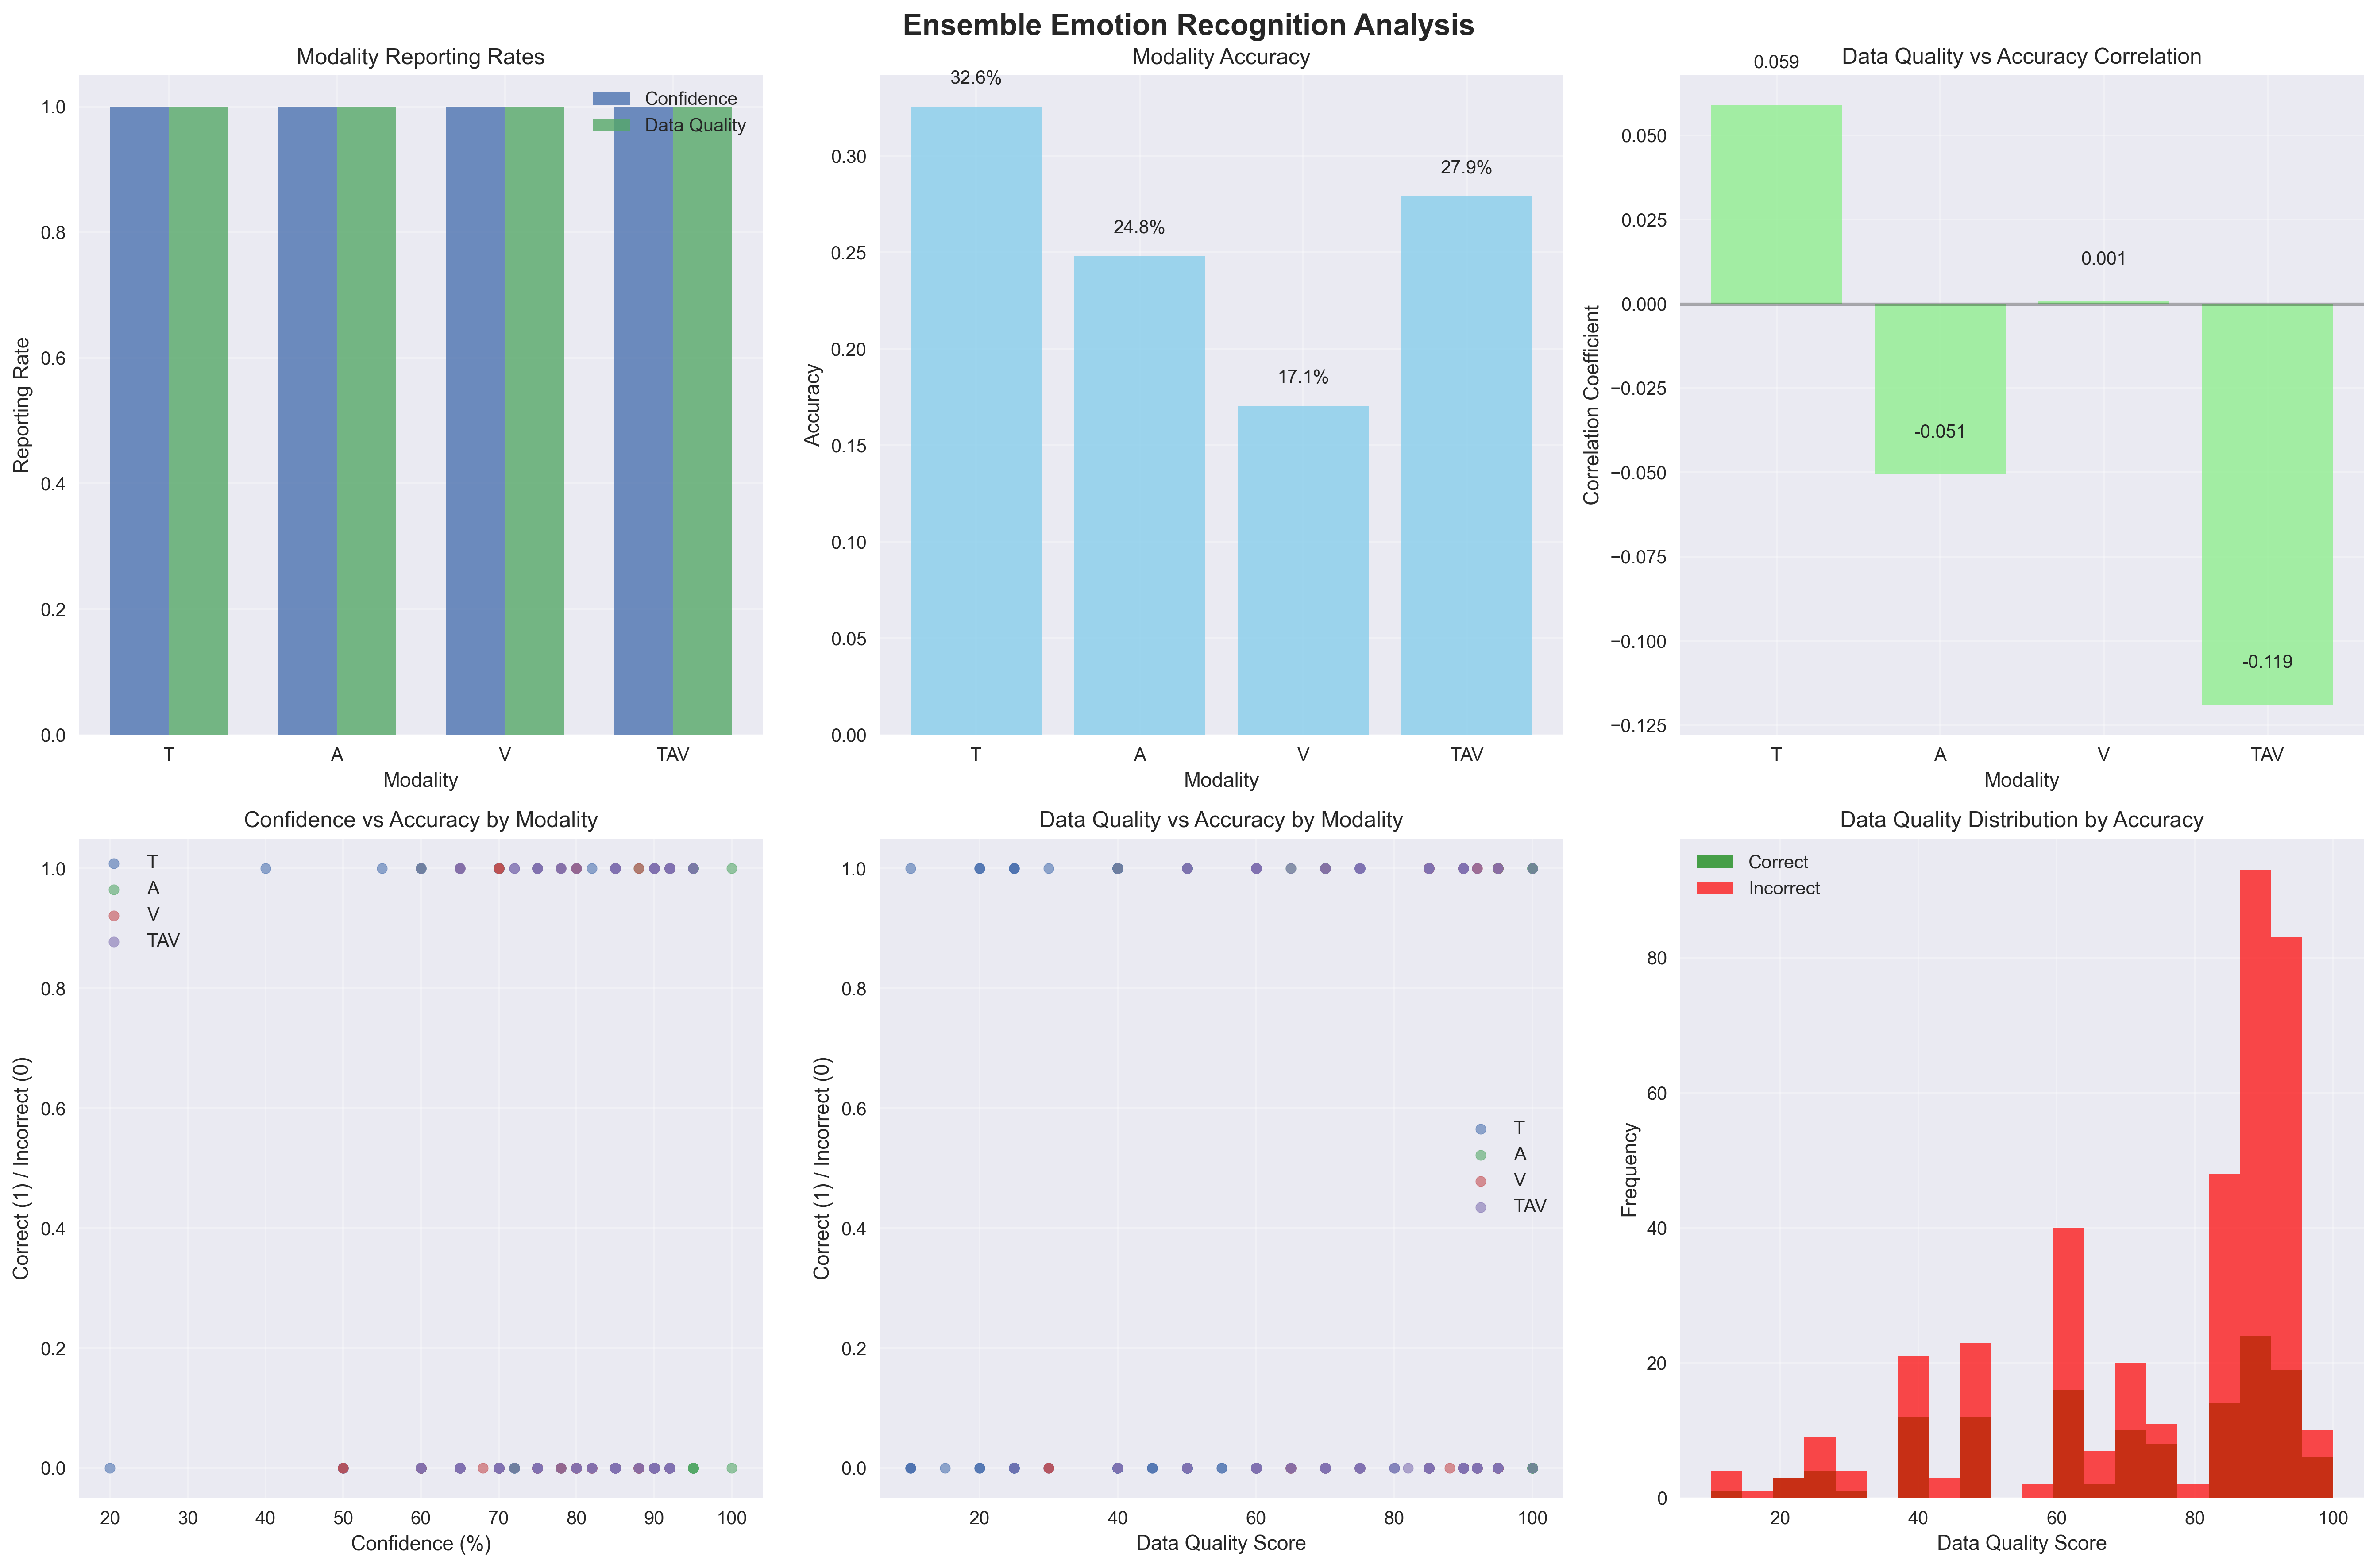 Ensemble Emotion Recognition Analysis
Modality Reporting Rates
Confidence
Data Quality
1.0
0.8
0.6
0.4
0.2
0.0
Reporting Rate
T
A
V
TAV
Modality
Modality Accuracy
32.6%
24.8%
17.1%
27.9%
0.30
0.25
0.20
0.15
0.10
0.05
0.00
Accuracy
T
A
V
TAV
Modality
Data Quality vs Accuracy Correlation
0.059
-0.051
0.001
-0.119
0.050
0.025
0.000
−0.025
−0.050
−0.075
−0.100
−0.125
Correlation Coefficient
T
A
V
TAV
Modality
Confidence vs Accuracy by Modality
T
A
V
TAV
1.0
0.8
0.6
0.4
0.2
0.0
Correct (1) / Incorrect (0)
20
30
40
50
60
70
80
90
100
Confidence (%)
Data Quality vs Accuracy by Modality
T
A
V
TAV
1.0
0.8
0.6
0.4
0.2
0.0
Correct (1) / Incorrect (0)
20
40
60
80
100
Data Quality Score
Data Quality Distribution by Accuracy
Correct
Incorrect
80
60
40
20
0
Frequency
20
40
60
80
100
Data Quality Score